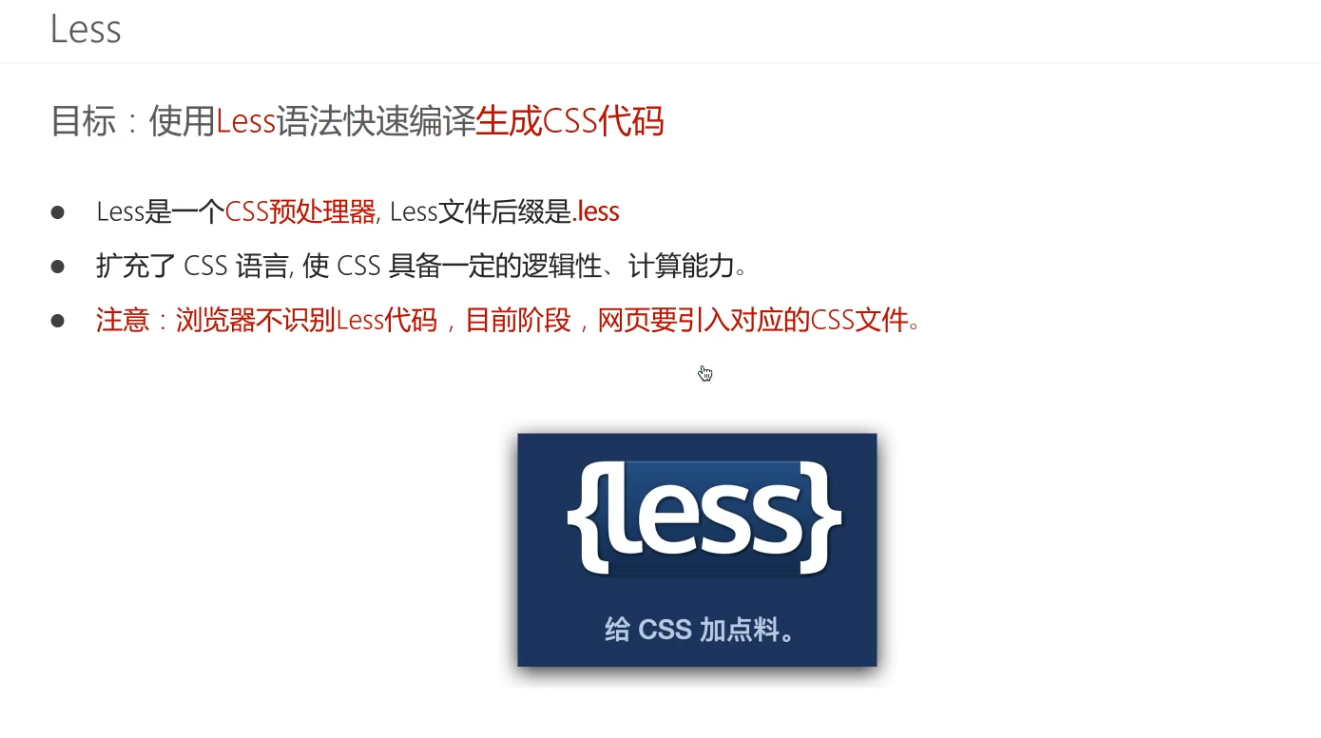 Less
目标：使用Less语法快速编译生成CSS代码
Less是一个CSS预处理器, Less文件后缀是.less
扩充了 CSS 语言, 使 CSS 具备一定的逻辑性、计算能力。
注意：浏览器不识别Less代码，目前阶段，网页要引入对应的CSS文件。
{less}
给 CSS 加点料。